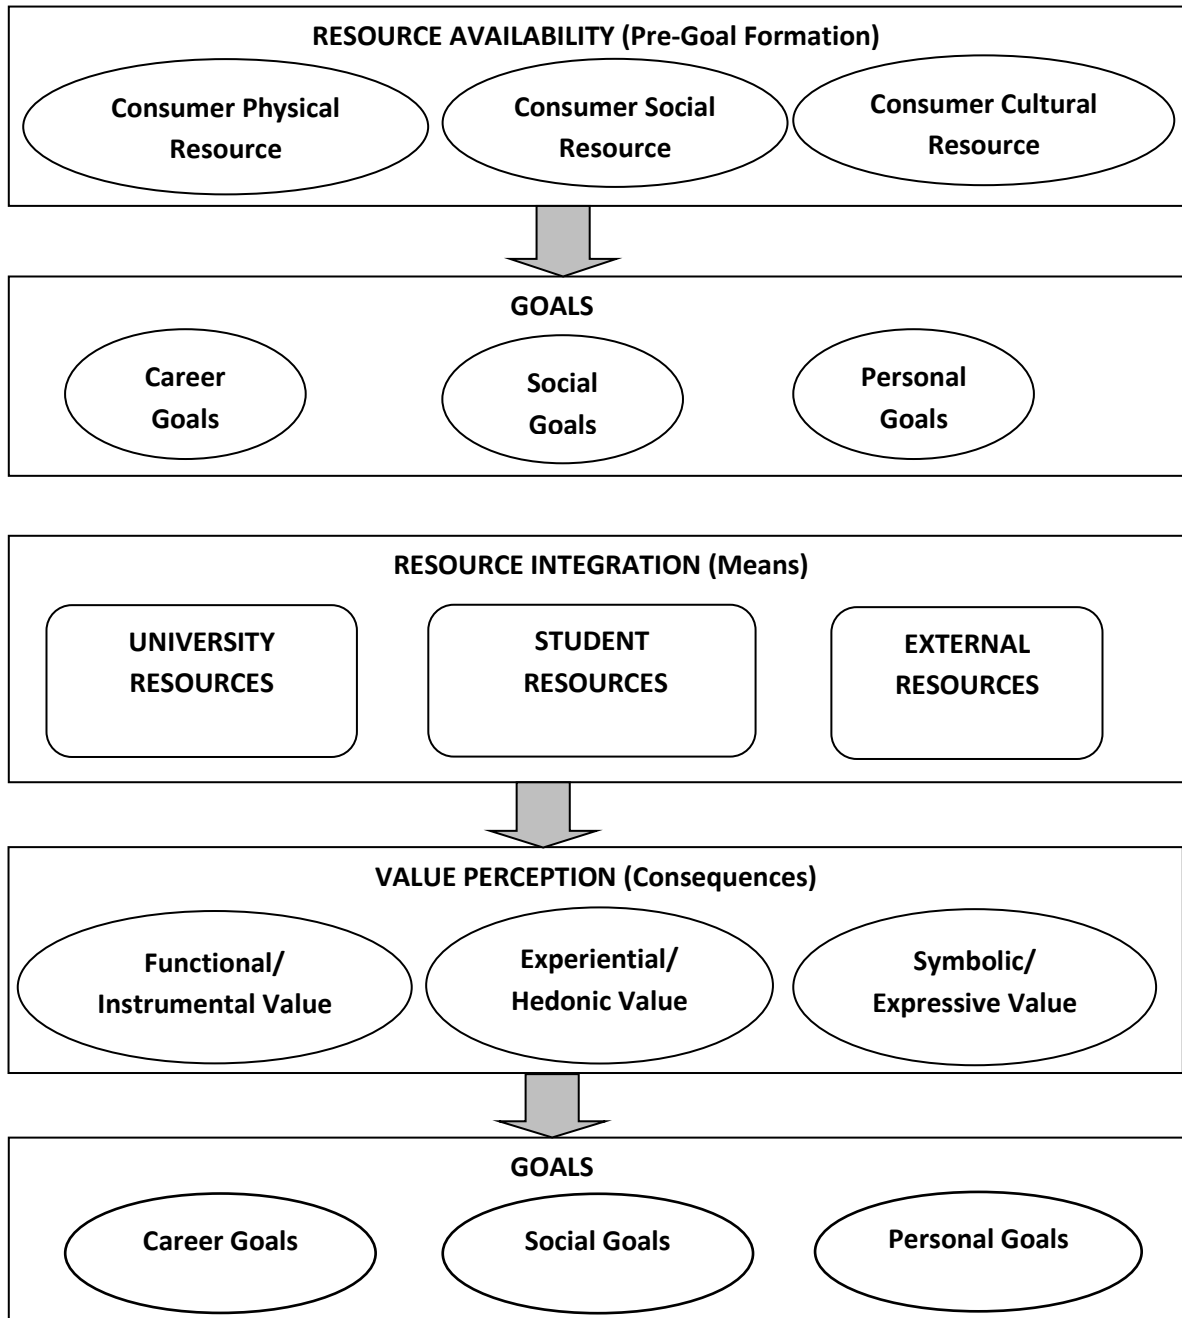 RESOURCE AVAILABILITY (Pre-Goal Formation)
Consumer Physical
Resource
Consumer Social
Resource
Consumer Cultural
Resource
GOALS
Career
Goals
Social
Goals
Personal
Goals
RESOURCE INTEGRATION (Means)
UNIVERSITY
RESOURCES
STUDENT
RESOURCES
EXTERNAL
RESOURCES
VALUE PERCEPTION (Consequences)
Functional/
Instrumental Value
Experiential/
Hedonic Value
Symbolic/
Expressive Value
GOALS
Career Goals
Social Goals
Personal Goals